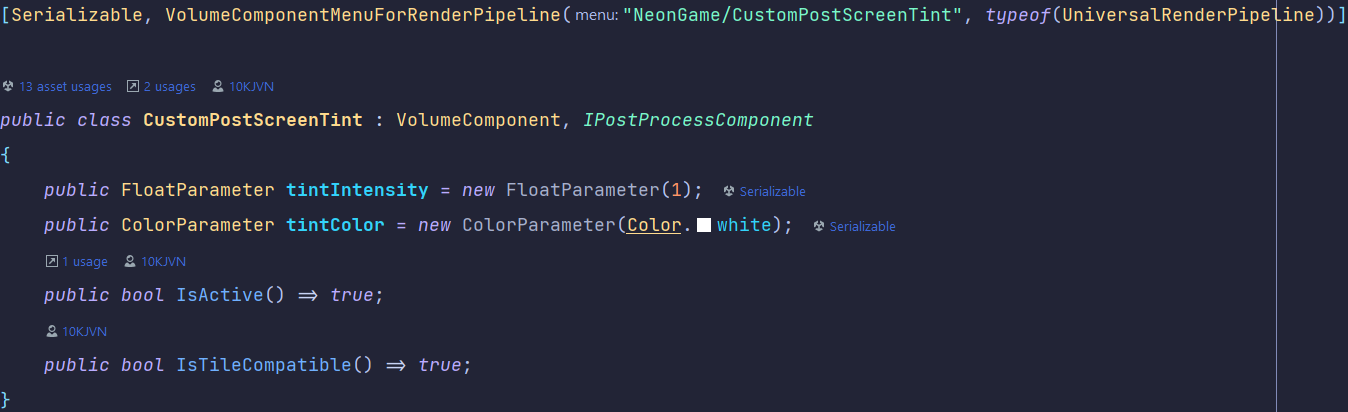 [Serializable, VolumeComponentMenuForRenderPipeline( menu: "NeonGame/CustomPostScreenTint", typeof(UniversalRenderPipeline))]
13 asset usages 2 usages 10KJVN
public class CustomPostScreenTint : VolumeComponent, IPostProcessComponent
{
public FloatParameter tintIntensity = new FloatParameter(1); Serializable
public ColorParameter tintColor = new ColorParameter(Color.white); Serializable
1 usage 10KJVN
public bool IsActive() => true;
10KJVN
public bool IsTileCompatible() => true;
}